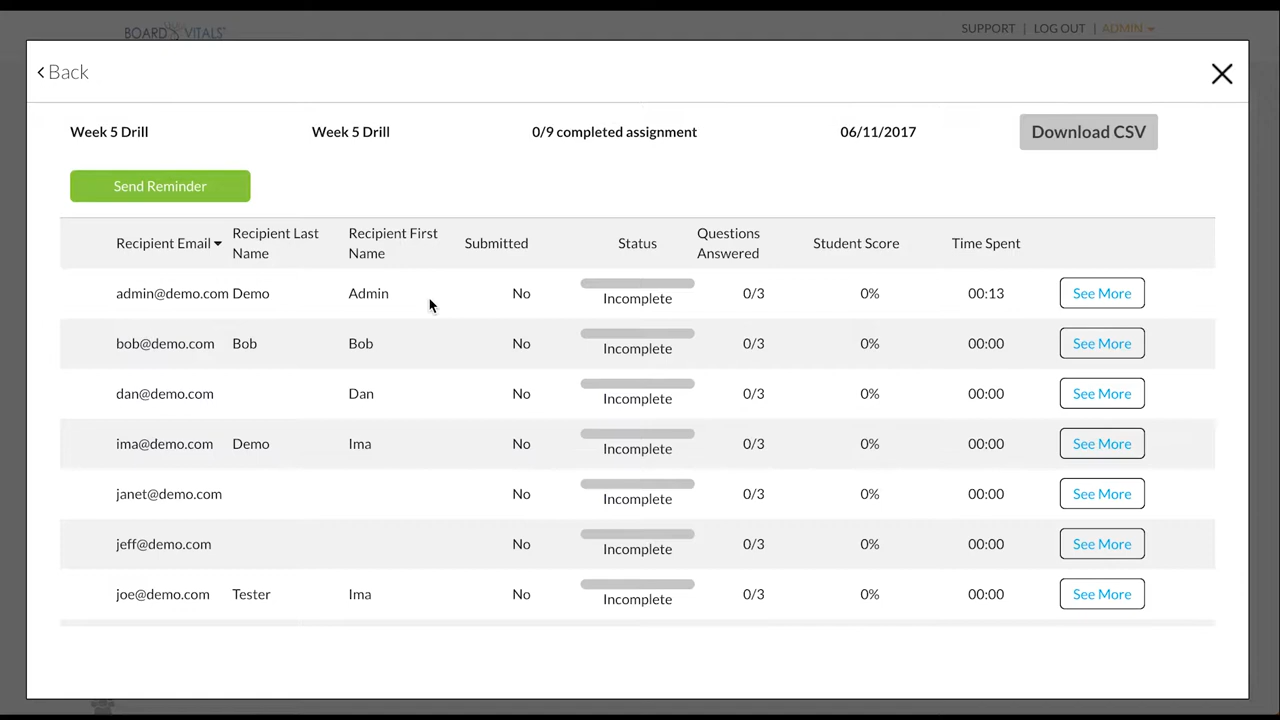 BOARD VITALS
SUPPORT | LOG OUT | ADMIN
Back
Week 5 Drill Week 5 Drill 0/9 completed assignment 06/11/2017 Download CSV
Send Reminder
Recipient Email Recipient Last Name Recipient First Name Submitted Status Questions Answered Student Score Time Spent
admin@demo.com Demo Admin No Incomplete 0/3 0% 00:13 See More
bob@demo.com Bob Bob No Incomplete 0/3 0% 00:00 See More
dan@demo.com Dan No Incomplete 0/3 0% 00:00 See More
ima@demo.com Demo Ima No Incomplete 0/3 0% 00:00 See More
janet@demo.com No Incomplete 0/3 0% 00:00 See More
jeff@demo.com No Incomplete 0/3 0% 00:00 See More
joe@demo.com Tester Ima No Incomplete 0/3 0% 00:00 See More